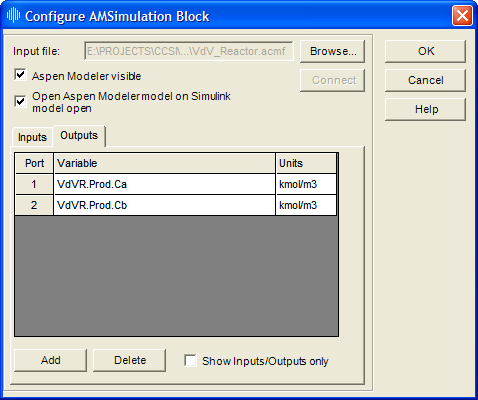 Configure AMSimulation Block
Input file: E:\PROJECTS\CCSI\...\VdV_Reactor.acmf Browse... OK
Aspen Modeler visible Connect Cancel
Open Aspen Modeler model on Simulink
model open
Help
Inputs Outputs
Port Variable Units
1 VdVR.Prod.Ca kmol/m3
2 VdVR.Prod.Cb kmol/m3
Add Delete Show Inputs/Outputs only